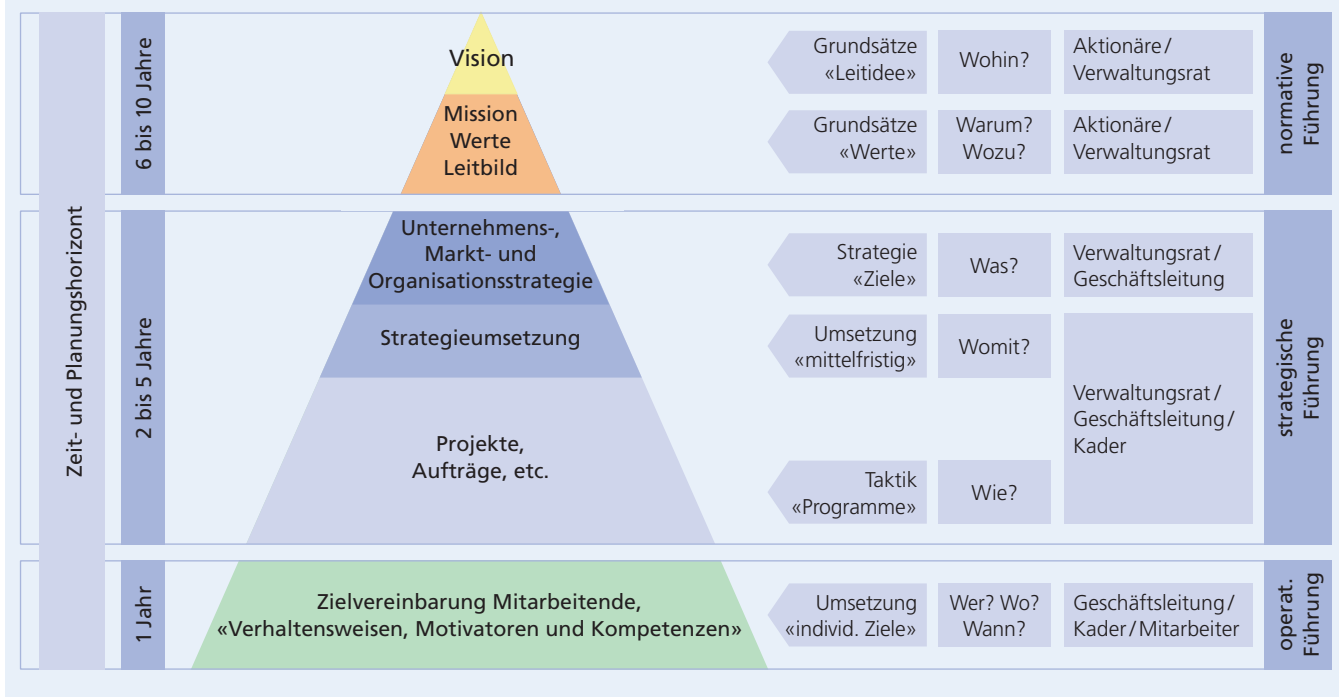 Zeit- und Planungshorizont
6 bis 10 Jahre
Vision
Grundsätze
«Leitidee»
Wohin?
Aktionäre/
Verwaltungsrat
Mission
Werte
Leitbild
Grundsätze
«Werte»
Warum?
Wozu?
Aktionäre/
Verwaltungsrat
normative
Führung
2 bis 5 Jahre
Unternehmens-,
Markt- und
Organisationsstrategie
Strategie
«Ziele»
Was?
Verwaltungsrat/
Geschäftsleitung
Strategieumsetzung
Umsetzung
«mittelfristig»
Womit?
Verwaltungsrat/
Geschäftsleitung/
Kader
Projekte,
Aufträge, etc.
Taktik
«Programme»
Wie?
strategische
Führung
1 Jahr
Zielvereinbarung Mitarbeitende,
«Verhaltensweisen, Motivatoren und Kompetenzen»
Umsetzung
«individ. Ziele»
Wer? Wo?
Wann?
Geschäftsleitung/
Kader/Mitarbeiter
operat.
Führung